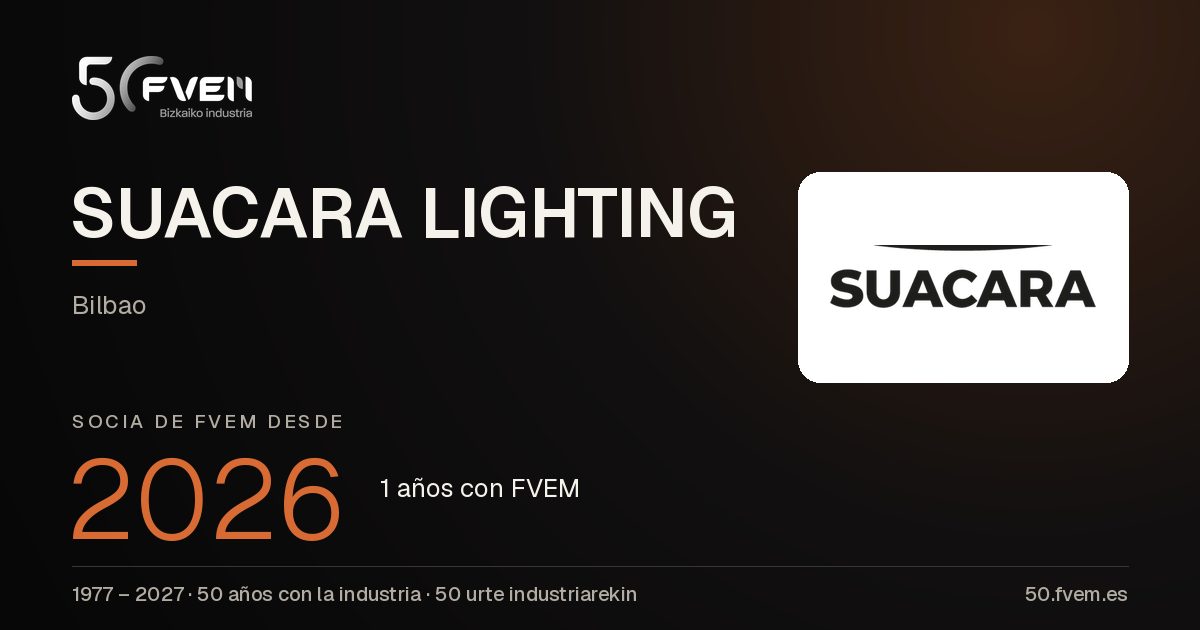 50 FVEM
Bizkaiko industria
SUACARA LIGHTING
Bilbao
SUACARA
SOCIA DE FVEM DESDE
2026
1 años con FVEM
1977 – 2027 · 50 años con la industria · 50 urte industriarekin
50.fvem.es